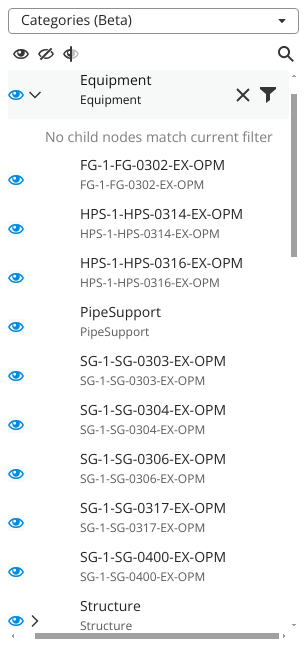 Categories (Beta)
Equipment
Equipment
No child nodes match current filter
FG-1-FG-0302-EX-OPM
FG-1-FG-0302-EX-OPM
HPS-1-HPS-0314-EX-OPM
HPS-1-HPS-0314-EX-OPM
HPS-1-HPS-0316-EX-OPM
HPS-1-HPS-0316-EX-OPM
PipeSupport
PipeSupport
SG-1-SG-0303-EX-OPM
SG-1-SG-0303-EX-OPM
SG-1-SG-0304-EX-OPM
SG-1-SG-0304-EX-OPM
SG-1-SG-0306-EX-OPM
SG-1-SG-0306-EX-OPM
SG-1-SG-0317-EX-OPM
SG-1-SG-0317-EX-OPM
SG-1-SG-0400-EX-OPM
SG-1-SG-0400-EX-OPM
Structure
Structure